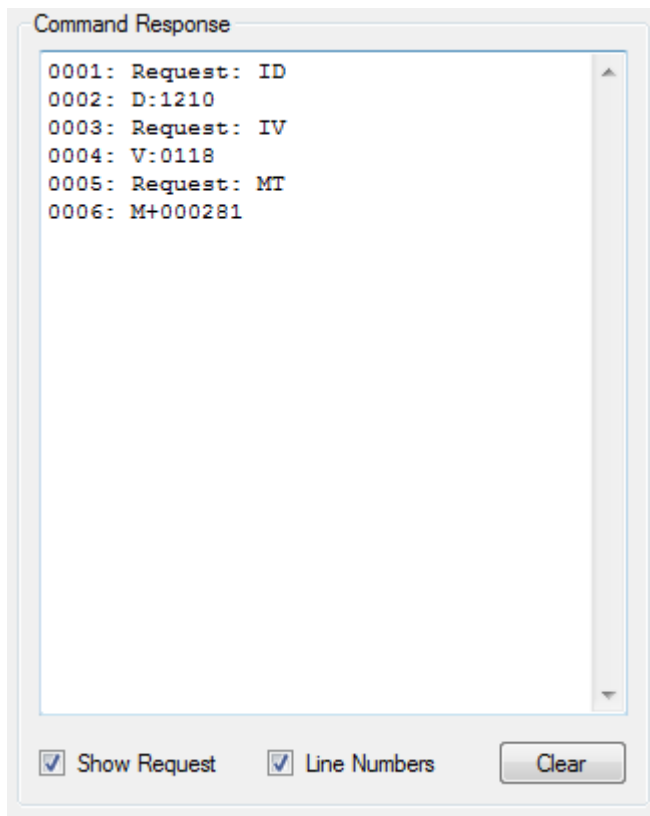 Command Response
0001: Request: ID
0002: D:1210
0003: Request: IV
0004: V:0118
0005: Request: MT
0006: M+000281
Show Request
Line Numbers
Clear